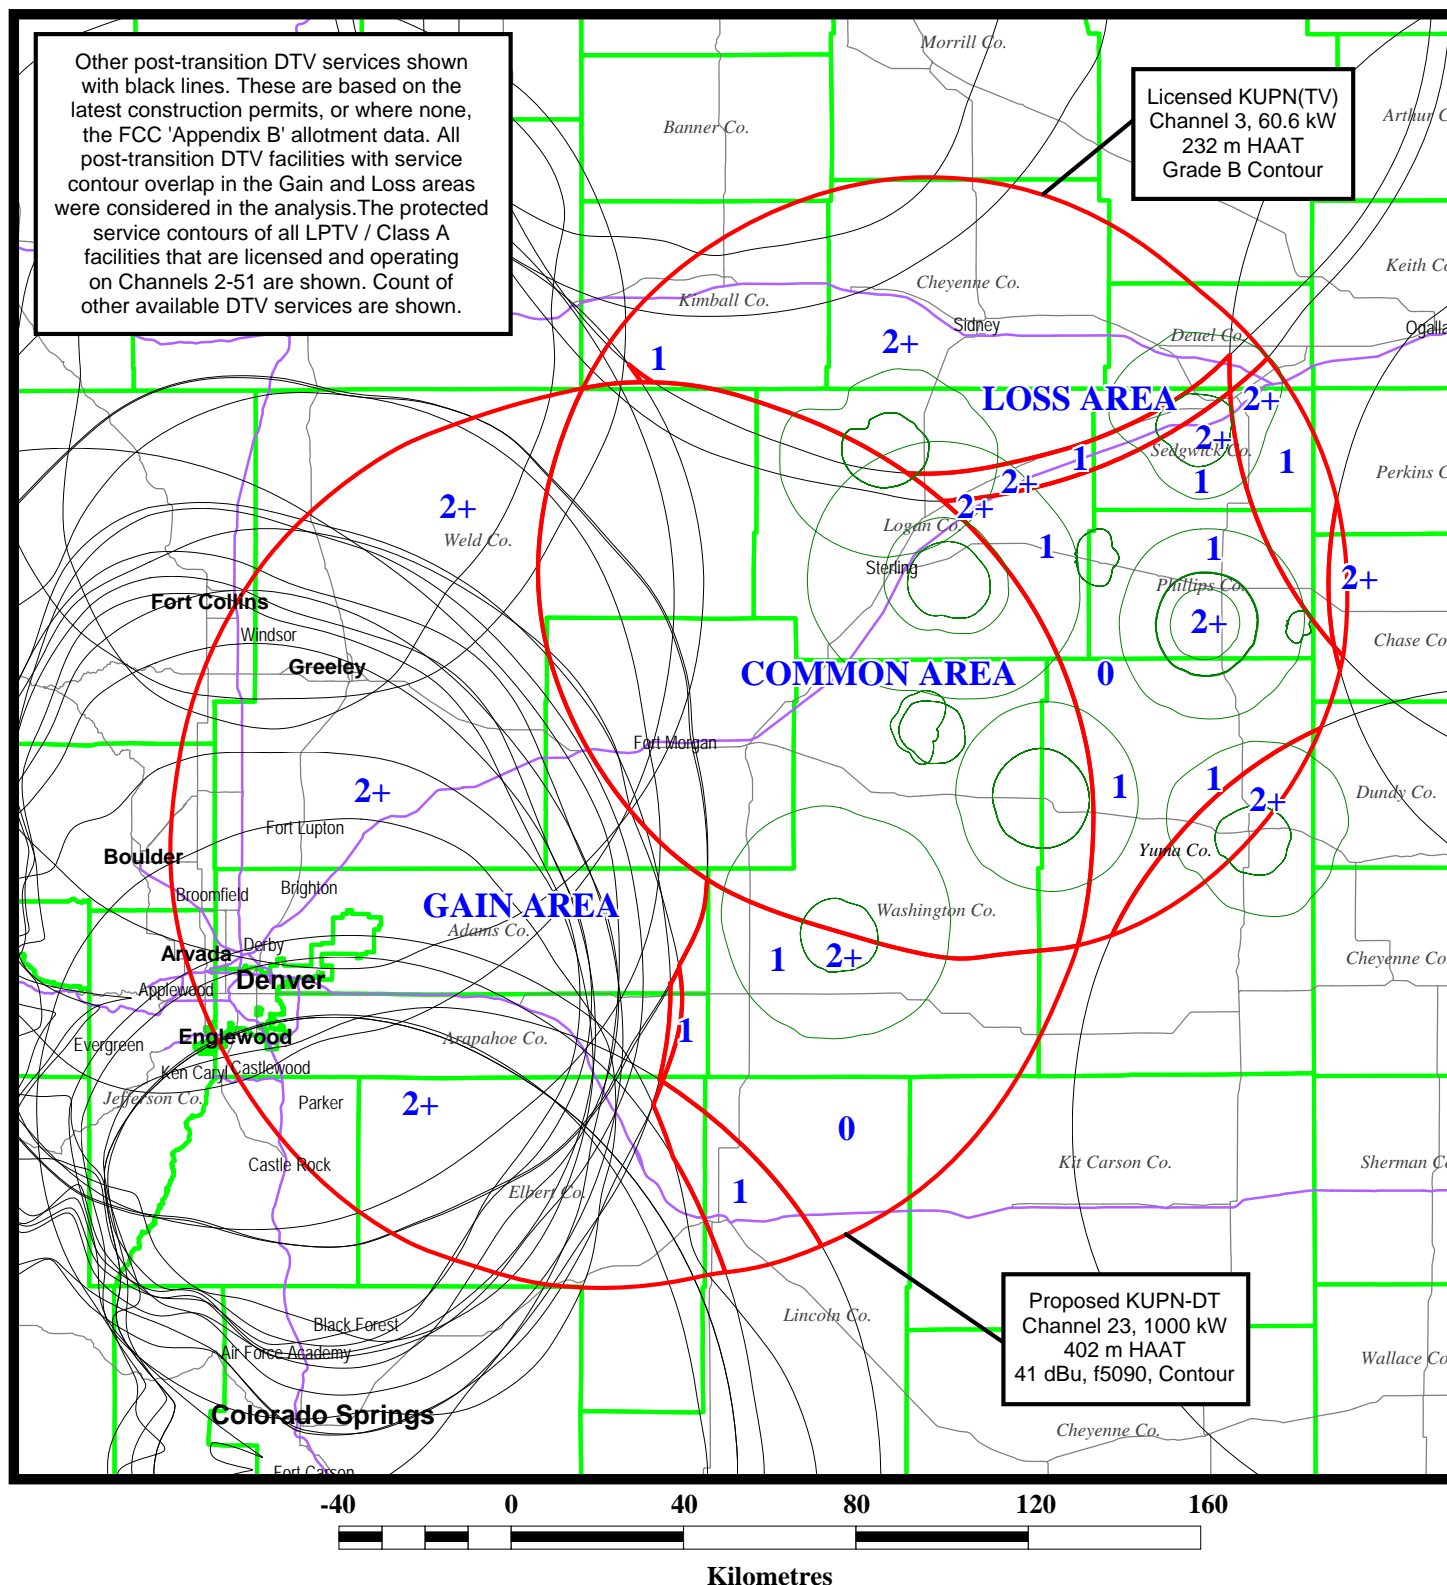 Other post-transition DTV services shown
with black lines. These are based on the
latest construction permits, or where none,
the FCC 'Appendix B' allotment data. All
post-transition DTV facilities with service
contour overlap in the Gain and Loss areas
were considered in the analysis.The protected
service contours of all LPTV / Class A
facilities that are licensed and operating
on Channels 2-51 are shown. Count of
other available DTV services are shown.
Morrill Co.
Licensed KUPN(TV)
Channel 3, 60.6 kW
232 m HAAT
Grade B Contour
Banner Co.
Arthur C
Keith Co
Kimball Co.
Cheyenne Co.
Sidney
Deuel Co.
Ogalla
1
2+
LOSS AREA
2+
2+
Sedgwick Co.
1
1
1
Perkins C
2+
2+
2+
Weld Co.
Logan Co.
1
1
Sterling
Phillips Co.
2+
Fort Collins
Windsor
2+
Chase Co
Greeley
COMMON AREA
0
Fort Morgan
2+
1
1
2+
Dundy Co.
Fort Lupton
Boulder
Yuma Co.
Broomfield
Brighton
GAIN AREA
Washington Co.
Adams Co.
Arvada
Derby
1
2+
Cheyenne Co
Denver
Applewood
Englewood
Evergreen
Arapahoe Co.
1
Ken Caryl
Castlewood
Jefferson Co.
Parker
2+
0
Castle Rock
Elbert Co.
1
Kit Carson Co.
Sherman Co
Proposed KUPN-DT
Channel 23, 1000 kW
402 m HAAT
41 dBu, f5090, Contour
Lincoln Co.
Black Forest
Air Force Academy
Wallace Co
Colorado Springs
Cheyenne Co.
Fort Carson
-40 0 40 80 120 160
Kilometres